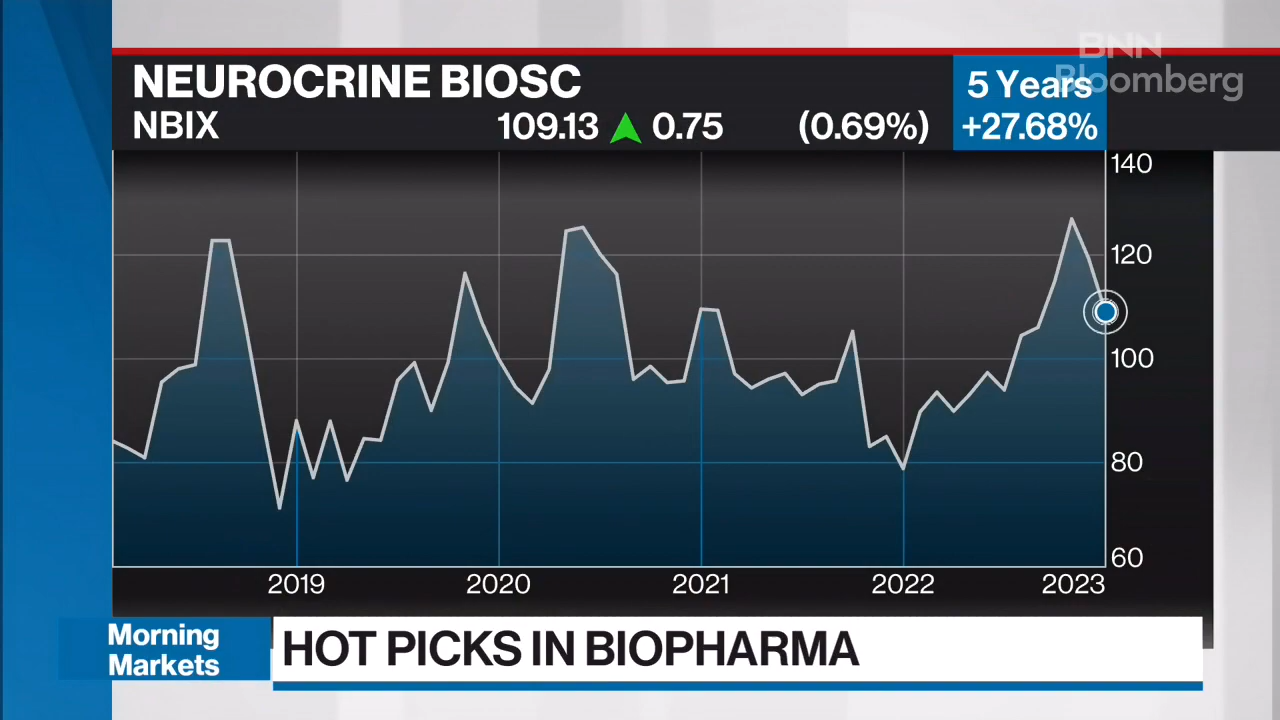 BNN
Bloomberg
NEUROCRINE BIOSC
5 Years
NBIX
109.13 0.75 (0.69%)
+27.68%
140
120
100
80
60
2019 2020 2021 2022 2023
Morning
Markets
HOT PICKS IN BIOPHARMA